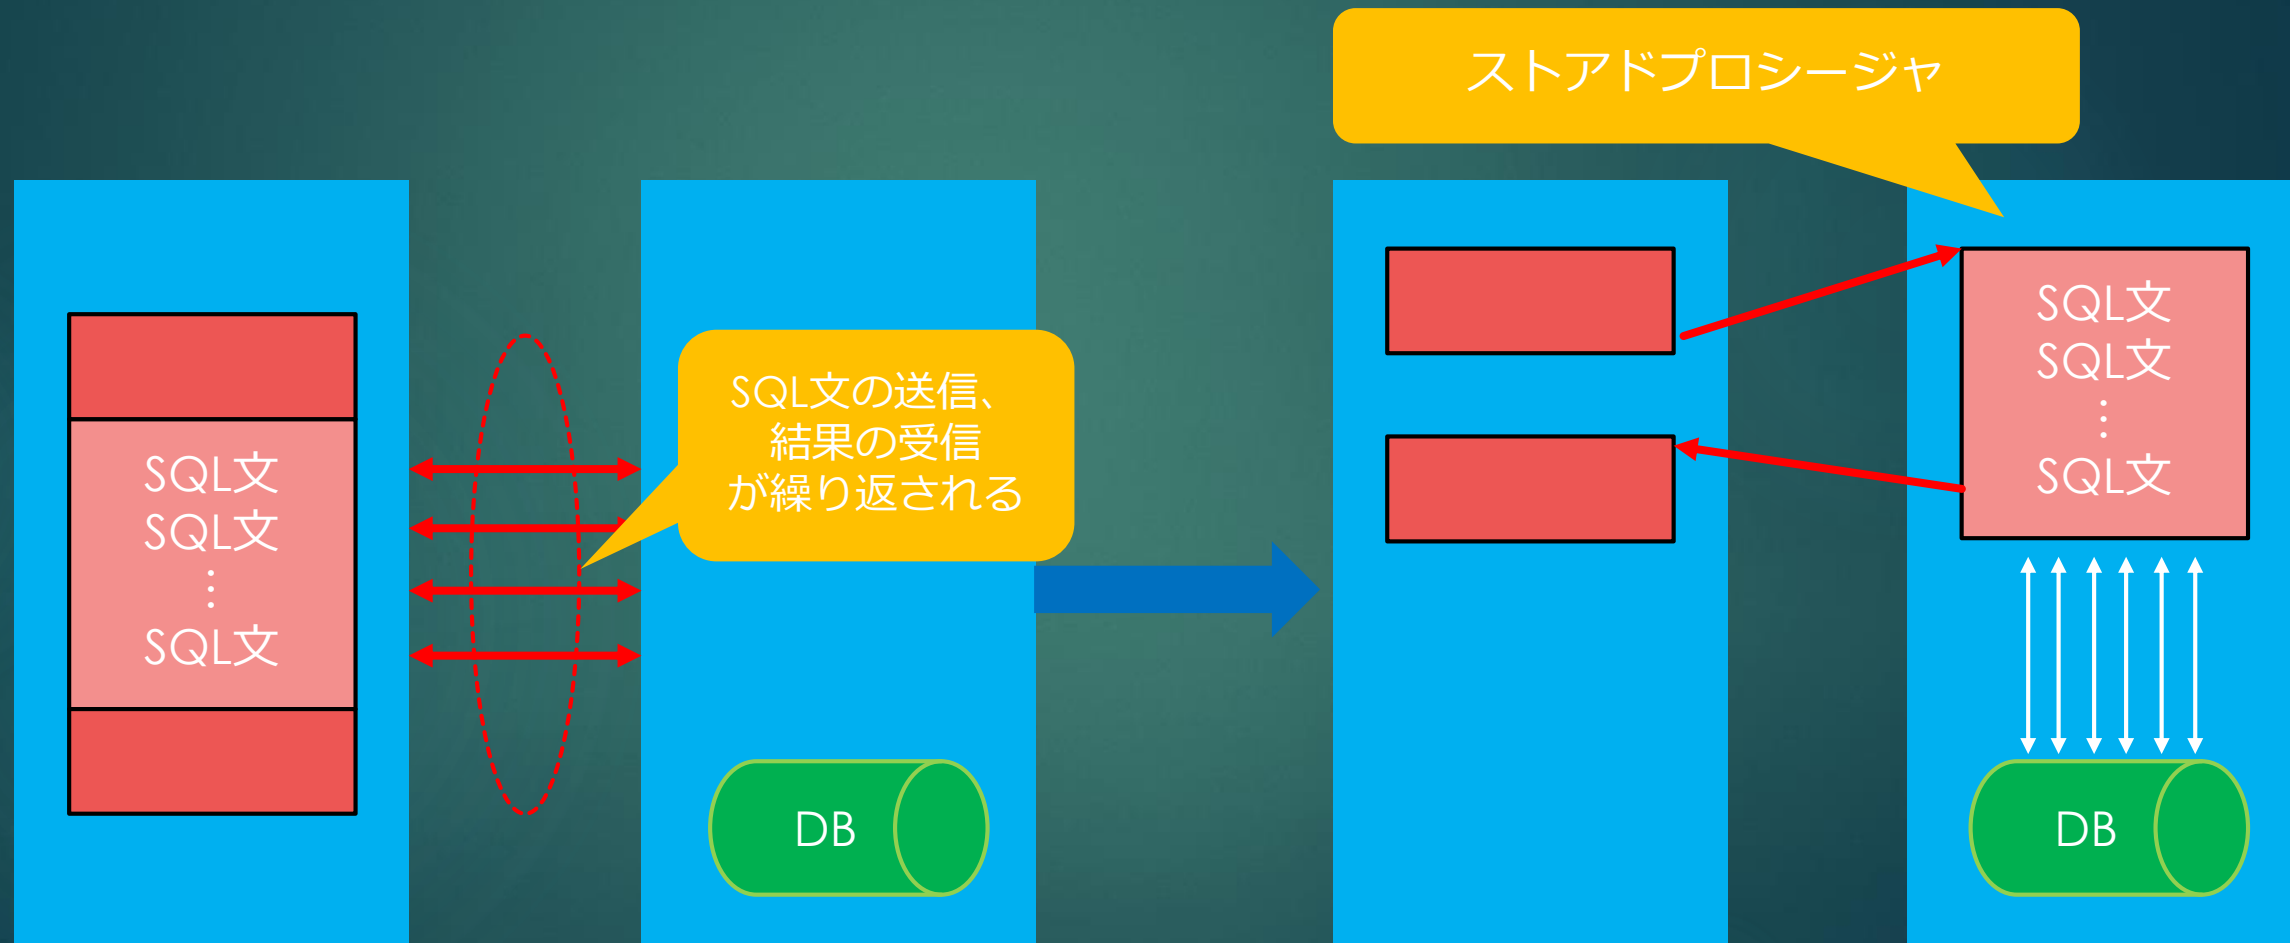 ストアドプロシージャ
SQL文
SQL文
⋮
SQL文
SQL文の送信、
結果の受信
が繰り返される
DB
SQL文
SQL文
⋮
SQL文
DB